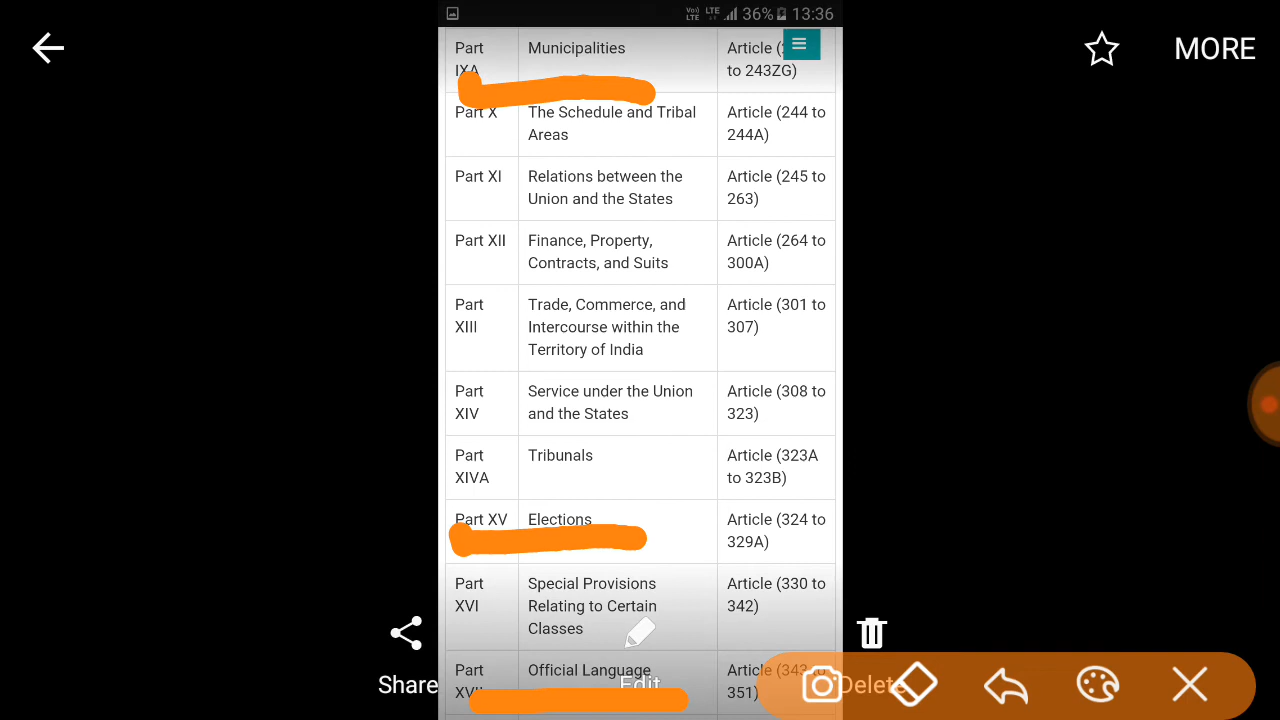 VoLTE LTE 36% 13:36
MORE
Part IXA Municipalities Article ( to 243ZG)
Part X The Schedule and Tribal Areas Article (244 to 244A)
Part XI Relations between the Union and the States Article (245 to 263)
Part XII Finance, Property, Contracts, and Suits Article (264 to 300A)
Part XIII Trade, Commerce, and Intercourse within the Territory of India Article (301 to 307)
Part XIV Service under the Union and the States Article (308 to 323)
Part XIVA Tribunals Article (323A to 323B)
Part XV Elections Article (324 to 329A)
Part XVI Special Provisions Relating to Certain Classes Article (330 to 342)
Part Official Language Article (343 to 351)
Share Edit Delete